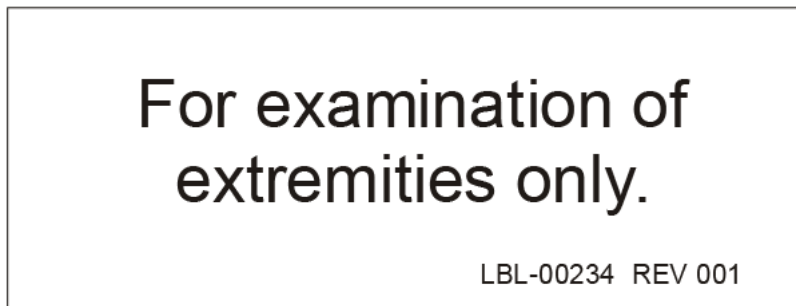 For examination of
extremities only.
LBL-00234 REV 001